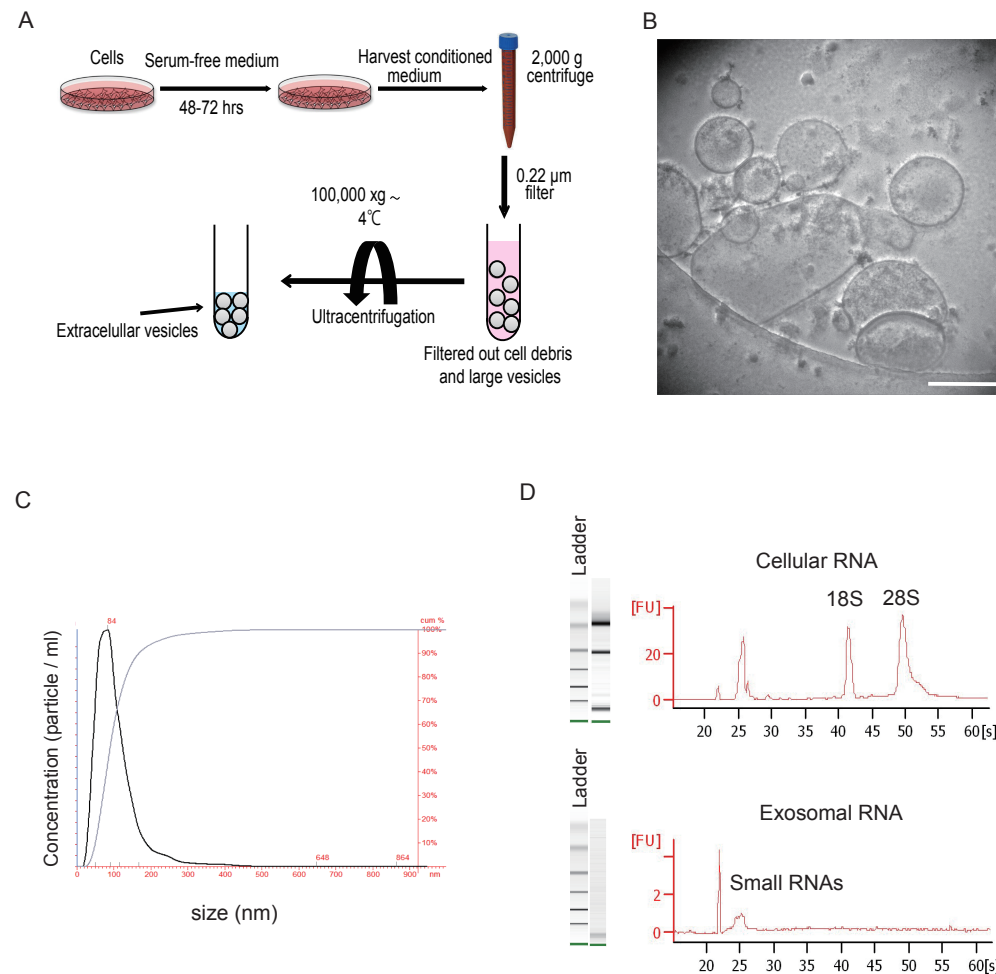 A
Cells
Serum-free medium
48-72 hrs
Harvest conditioned
medium
2,000 g
centrifuge
0.22 µm
filter
100,000 xg ~
4℃
Ultracentrifugation
Extracelullar vesicles
Filtered out cell debris
and large vesicles
B
C
Concentration (particle / ml)
84
cum %
100%
90%
80%
70%
60%
50%
40%
30%
20%
10%
648
864
0 100 200 300 400 500 600 700 800 900 nm
size (nm)
D
Ladder
Cellular RNA
[FU]
18S
28S
20
0
20 25 30 35 40 45 50 55 60[s]
Ladder
Exosomal RNA
[FU]
Small RNAs
2
0
20 25 30 35 40 45 50 55 60[s]